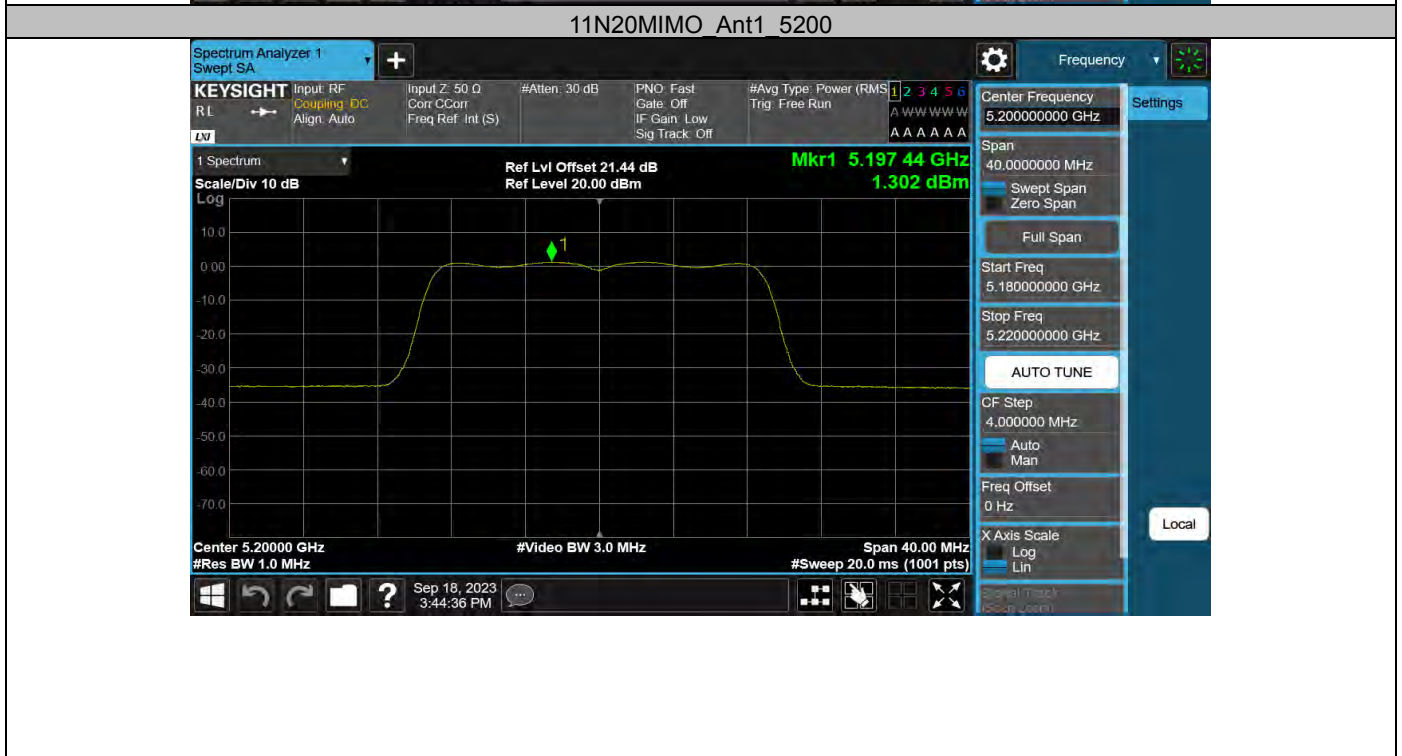 11N20MIMO_Ant1_5200
Spectrum Analyzer 1
Swept SA
Frequency
KEYSIGHT
RL
LXI
Input: RF
Coupling: DC
Align: Auto
Input Z: 50 Ω
Corr CCorr
Freq Ref: Int (S)
#Atten: 30 dB
PNO: Fast
Gate: Off
IF Gain: Low
Sig Track: Off
#Avg Type: Power (RMS
Trig: Free Run
1 2 3 4 5 6
A WW WW W
A A A A A A
Settings
1 Spectrum
Scale/Div 10 dB
Log
Ref Lvl Offset 21.44 dB
Ref Level 20.00 dBm
Mkr1 5.197 44 GHz
1.302 dBm
1
10.0
0.00
-10.0
-20.0
-30.0
-40.0
-50.0
-60.0
-70.0
Center 5.20000 GHz
#Res BW 1.0 MHz
#Video BW 3.0 MHz
Span 40.00 MHz
#Sweep 20.0 ms (1001 pts)
Center Frequency
5.200000000 GHz
Span
40.0000000 MHz
Swept Span
Zero Span
Full Span
Start Freq
5.180000000 GHz
Stop Freq
5.220000000 GHz
AUTO TUNE
CF Step
4.000000 MHz
Auto
Man
Freq Offset
0 Hz
X Axis Scale
Log
Lin
Signal Track
Local
?
Sep 18, 2023
3:44:36 PM